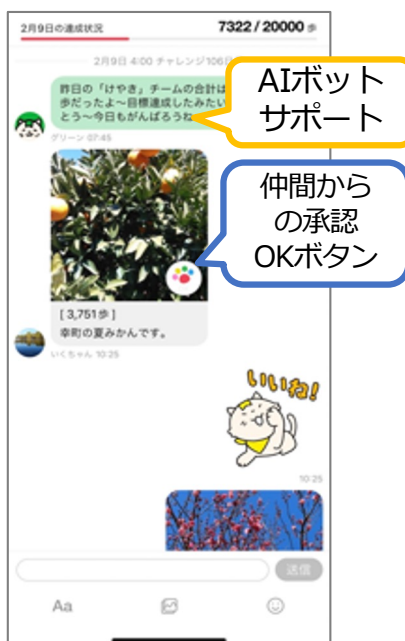 2月9日の達成状況 7322 / 20000 歩
2月9日 4:00 チャレンジ106日
昨日の「けやき」チームの合計は
歩だったよ~目標達成したみたい
とう~今日もがんばろうね
グリーン 07:45
AIボット
サポート
仲間から
の承認
OKボタン
[ 3,751歩 ]
幸町の夏みかんです。
いくちゃん 10:25
いいね!
10:25
送信
Aa